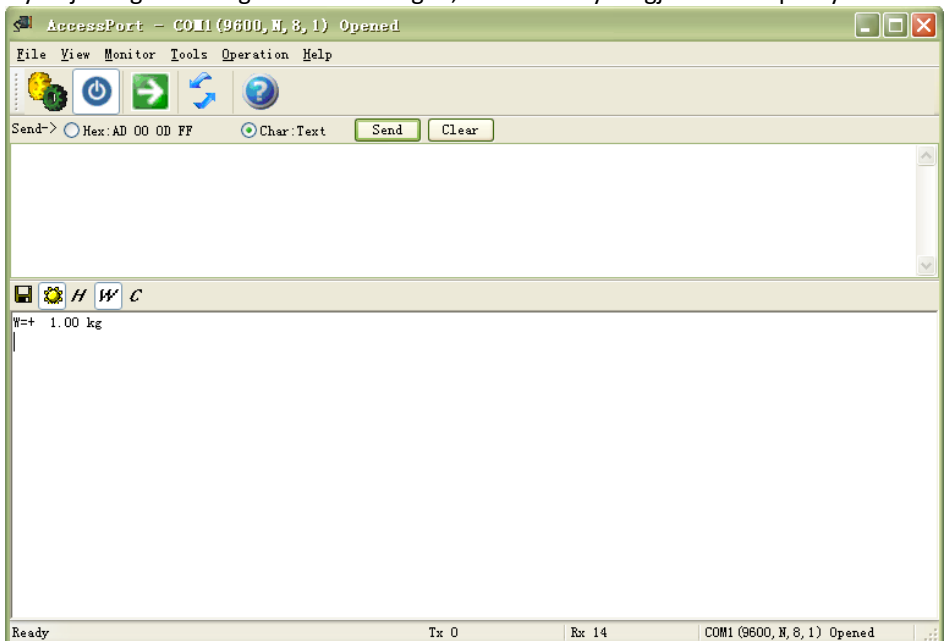 AccessPort - COM1(9600,N,8,1) Opened
File View Monitor Tools Operation Help
Send-> Hex:AD 00 0D FF Char:Text Send Clear
H W C
W=+ 1.00 kg
Ready Tx 0 Rx 14 COM1 (9600,N,8,1) Opened